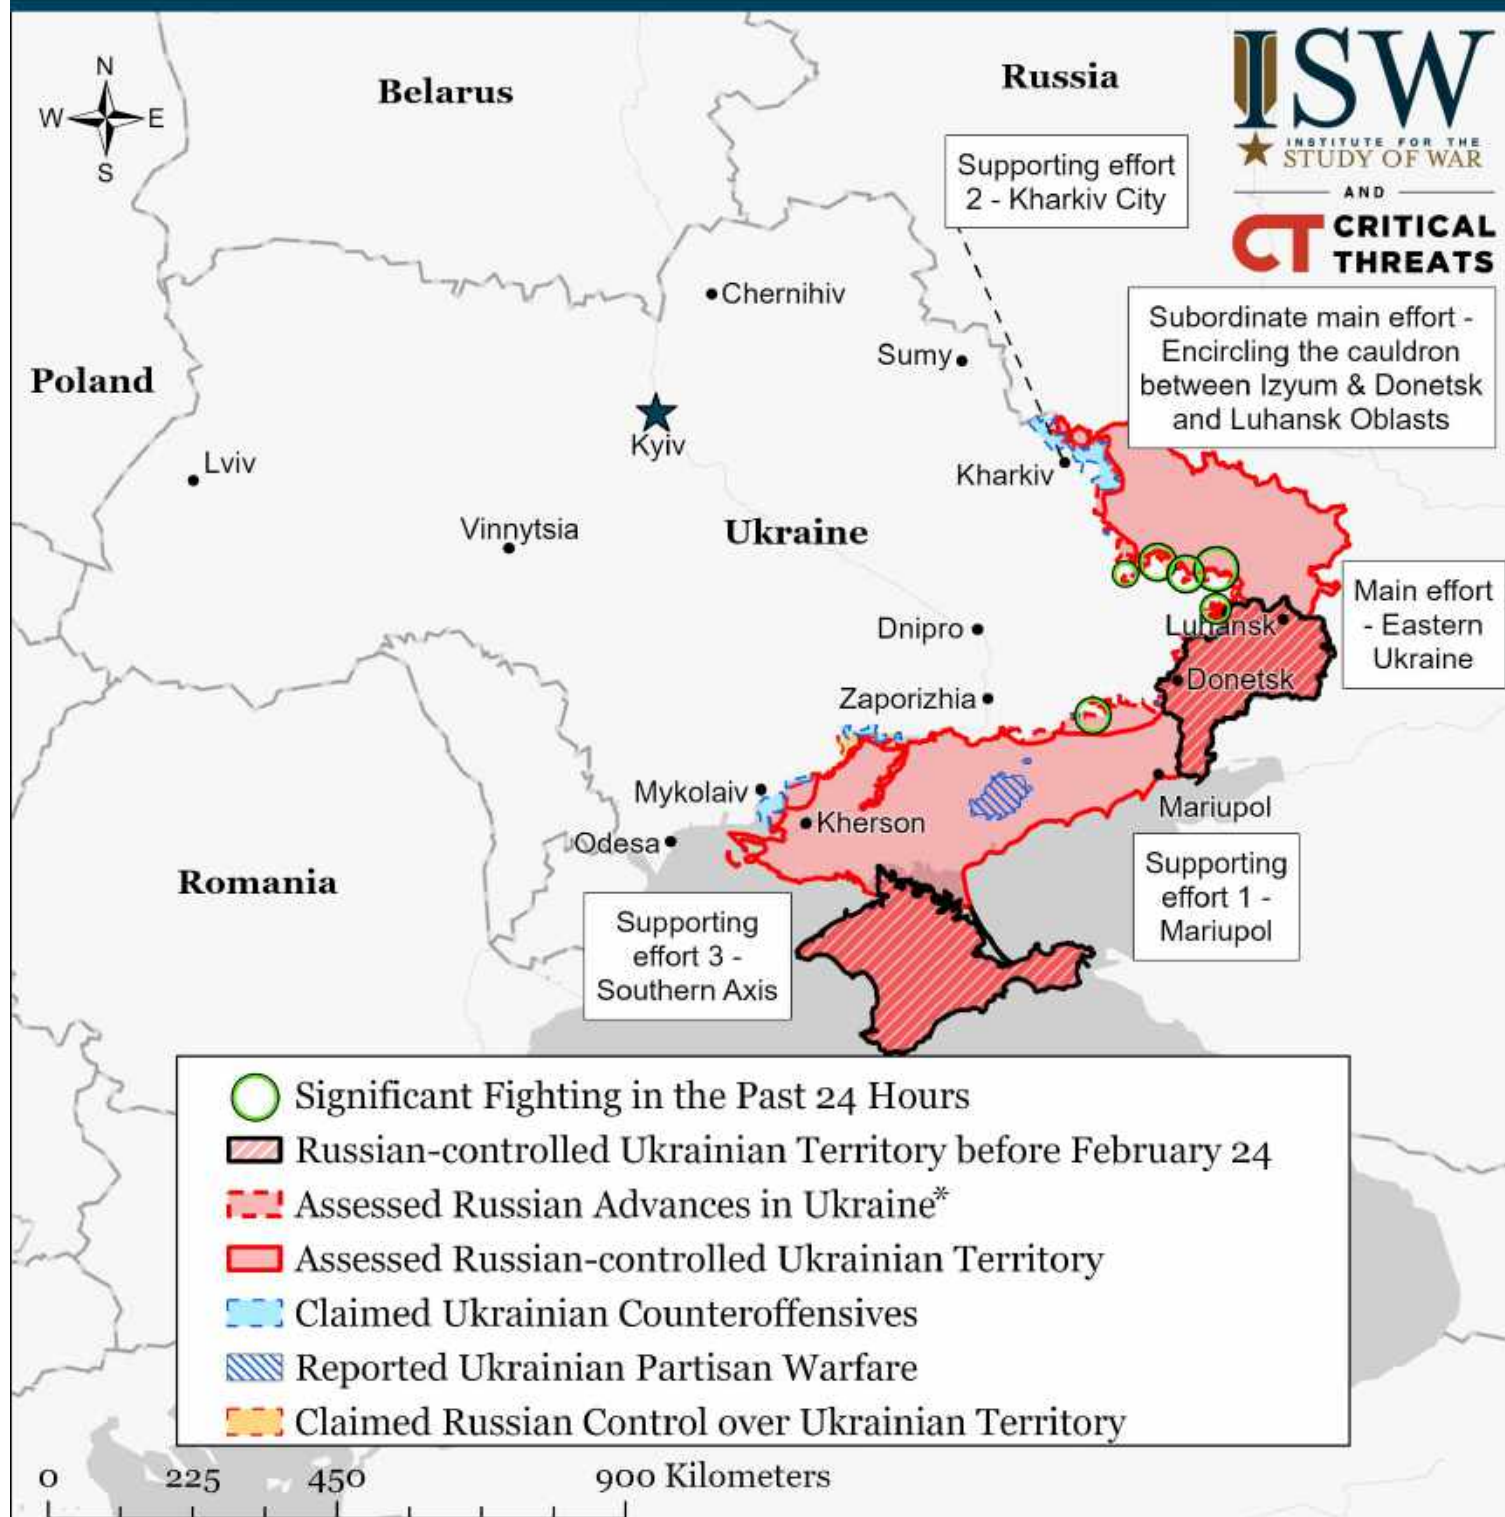 N
W E
S
Belarus
Russia
ISW
INSTITUTE FOR THE
STUDY OF WAR
AND
CT CRITICAL
THREATS
Supporting effort
2 - Kharkiv City
Subordinate main effort -
Encircling the cauldron
between Izyum & Donetsk
and Luhansk Oblasts
Chernihiv
Sumy
Poland
Kyiv
Lviv
Kharkiv
Vinnytsia
Ukraine
Main effort
- Eastern
Ukraine
Dnipro
Luhansk
Donetsk
Zaporizhia
Mykolaiv
Mariupol
Kherson
Odesa
Romania
Supporting
effort 1 -
Mariupol
Supporting
effort 3 -
Southern Axis
Significant Fighting in the Past 24 Hours
Russian-controlled Ukrainian Territory before February 24
Assessed Russian Advances in Ukraine*
Assessed Russian-controlled Ukrainian Territory
Claimed Ukrainian Counteroffensives
Reported Ukrainian Partisan Warfare
Claimed Russian Control over Ukrainian Territory
0 225 450 900 Kilometers